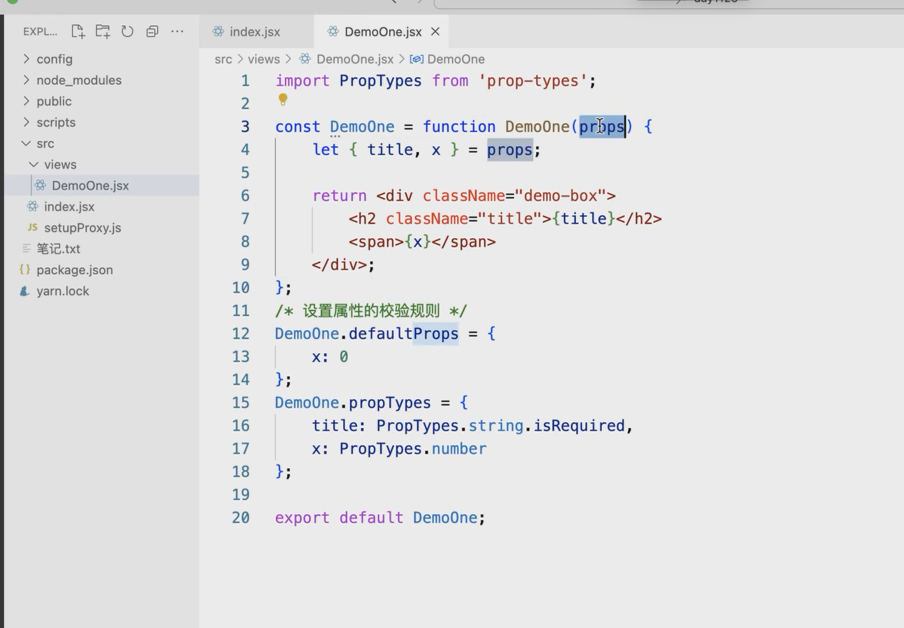 EXPL...
index.jsx
DemoOne.jsx
config
node_modules
public
scripts
src
views
DemoOne.jsx
index.jsx
setupProxy.js
笔记.txt
package.json
yarn.lock
src > views > DemoOne.jsx > DemoOne
1 import PropTypes from 'prop-types';
2
3 const DemoOne = function DemoOne(props) {
4 let { title, x } = props;
5
6 return <div className="demo-box">
7 <h2 className="title">{title}</h2>
8 <span>{x}</span>
9 </div>;
10 };
11 /* 设置属性的校验规则 */
12 DemoOne.defaultProps = {
13 x: 0
14 };
15 DemoOne.propTypes = {
16 title: PropTypes.string.isRequired,
17 x: PropTypes.number
18 };
19
20 export default DemoOne;